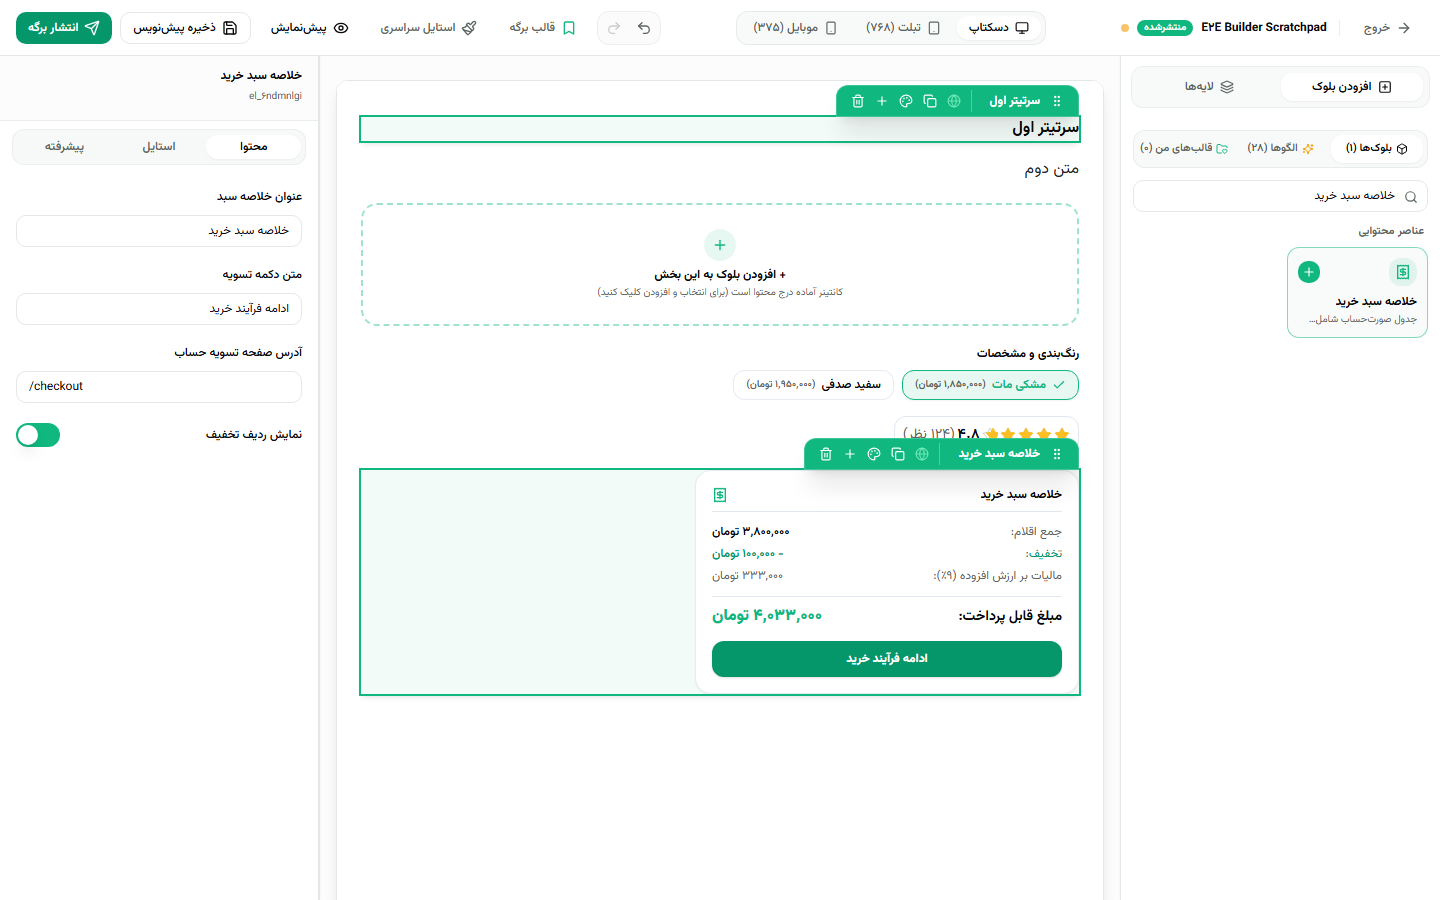 خروج
E۲E Builder Scratchpad
منتشرشده
دسکتاپ
تبلت (۷۶۸)
موبایل (۳۷۵)
قالب برگه
استایل سراسری
پیش‌نمایش
ذخیره پیش‌نویس
انتشار برگه
افزودن بلوک
لایه‌ها
بلوک‌ها (۱)
الگوها (۲۸)
قالب‌های من (۰)
خلاصه سبد خرید
عناصر محتوایی
خلاصه سبد خرید
جدول صورت‌حساب شامل...
سرتیتر اول
سرتیتر اول
متن دوم
+ افزودن بلوک به این بخش
کانتینر آماده درج محتوا است (برای انتخاب و افزودن کلیک کنید)
رنگ‌بندی و مشخصات
مشکی مات (۱,۸۵۰,۰۰۰ تومان)
سفید صدفی (۱,۹۵۰,۰۰۰ تومان)
۴.۸ (۱۲۴ نظر)
خلاصه سبد خرید
خلاصه سبد خرید
جمع اقلام: ۳,۸۰۰,۰۰۰ تومان
تخفیف: - ۱۰۰,۰۰۰ تومان
مالیات بر ارزش افزوده (۹٪): ۳۳۳,۰۰۰ تومان
مبلغ قابل پرداخت: ۴,۰۳۳,۰۰۰ تومان
ادامه فرآیند خرید
خلاصه سبد خرید
el_۶ndmnlgi
محتوا
استایل
پیشرفته
عنوان خلاصه سبد
خلاصه سبد خرید
متن دکمه تسویه
ادامه فرآیند خرید
آدرس صفحه تسویه حساب
/checkout
نمایش ردیف تخفیف